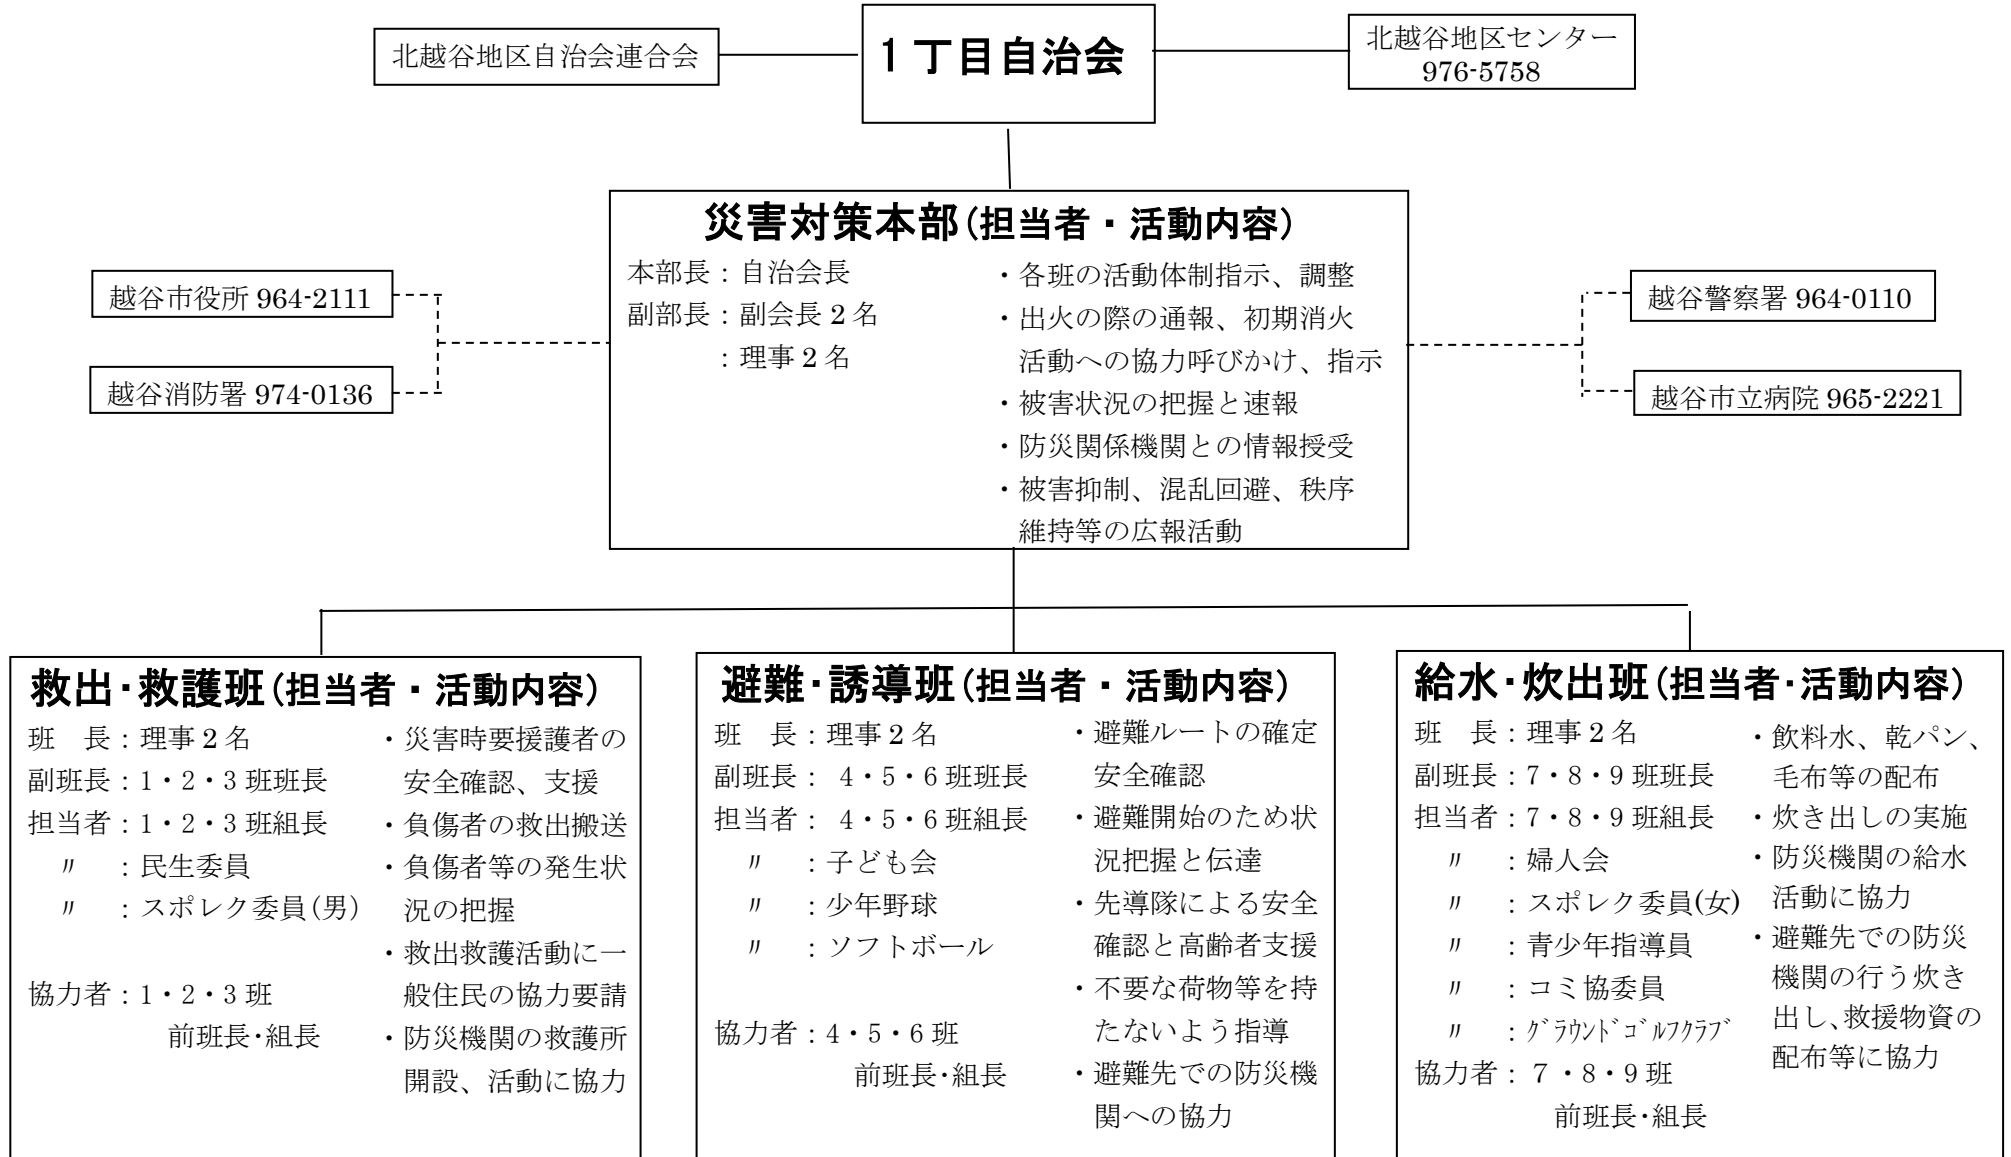 北越谷地区自治会連合会
1丁目自治会
北越谷地区センター
976-5758
災害対策本部(担当者・活動内容)
本部長：自治会長
副部長：副会長 2 名
：理事 2 名
・各班の活動体制指示、調整
・出火の際の通報、初期消火
活動への協力呼びかけ、指示
・被害状況の把握と速報
・防災関係機関との情報授受
・被害抑制、混乱回避、秩序
維持等の広報活動
越谷市役所 964-2111
越谷消防署 974-0136
越谷警察署 964-0110
越谷市立病院 965-2221
救出・救護班(担当者・活動内容)
班　長：理事 2 名
副班長：1・2・3 班班長
担当者：1・2・3 班組長
〃　：民生委員
〃　：スポレク委員(男)
協力者：1・2・3 班
前班長・組長
・災害時要援護者の
安全確認、支援
・負傷者の救出搬送
・負傷者等の発生状
況の把握
・救出救護活動に一
般住民の協力要請
・防災機関の救護所
開設、活動に協力
避難・誘導班(担当者・活動内容)
班　長：理事 2 名
副班長： 4・5・6 班班長
担当者： 4・5・6 班組長
〃　：子ども会
〃　：少年野球
〃　：ソフトボール
協力者：4・5・6 班
前班長・組長
・避難ルートの確定
安全確認
・避難開始のため状
況把握と伝達
・先導隊による安全
確認と高齢者支援
・不要な荷物等を持
たないよう指導
・避難先での防災機
関への協力
給水・炊出班(担当者・活動内容)
班　長：理事 2 名
副班長：7・8・9 班班長
担当者：7・8・9 班組長
〃　：婦人会
〃　：スポレク委員(女)
〃　：青少年指導員
〃　：コミ協委員
〃　：ｸﾞﾗｳﾝﾄﾞｺﾞﾙﾌｸﾗﾌﾞ
協力者：７・8・9 班
前班長・組長
・飲料水、乾パン、
毛布等の配布
・炊き出しの実施
・防災機関の給水
活動に協力
・避難先での防災
機関の行う炊き
出し、救援物資の
配布等に協力